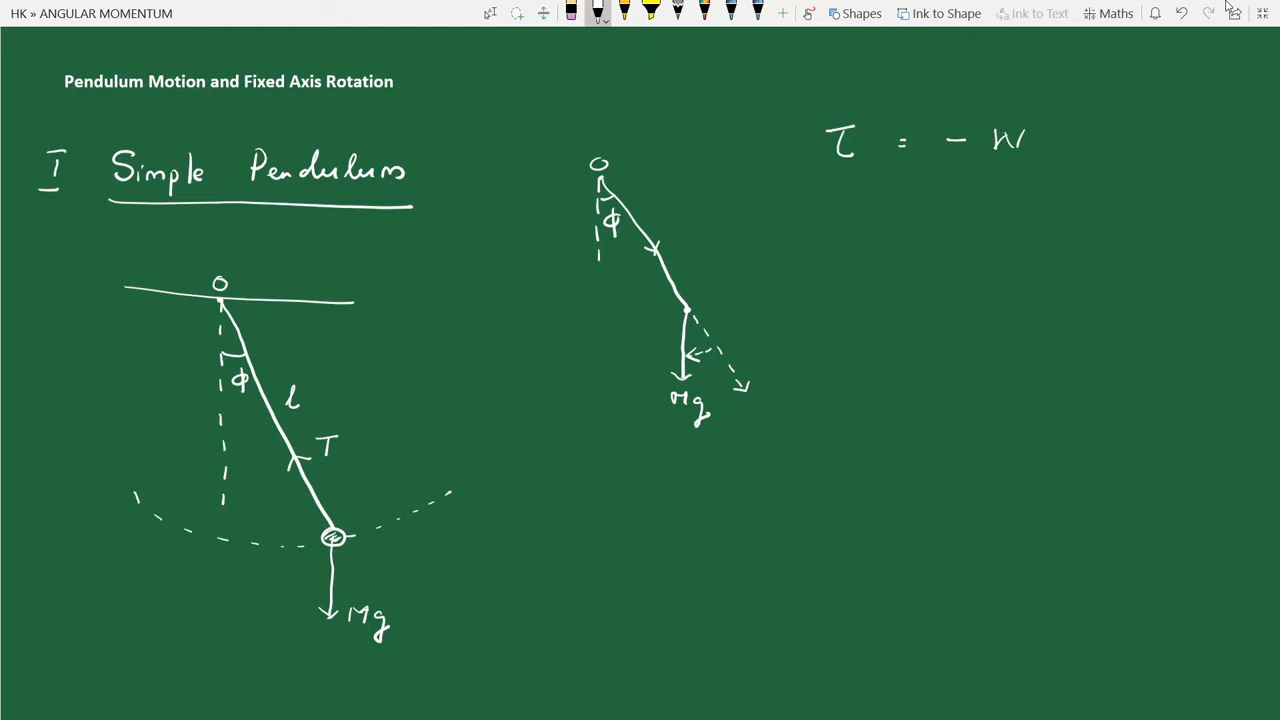 HK » ANGULAR MOMENTUM
Shapes
Ink to Shape
Ink to Text
Maths
Pendulum Motion and Fixed Axis Rotation
I Simple Pendulum
τ = - W
O
ϕ
Mg
O
ϕ
l
T
Mg